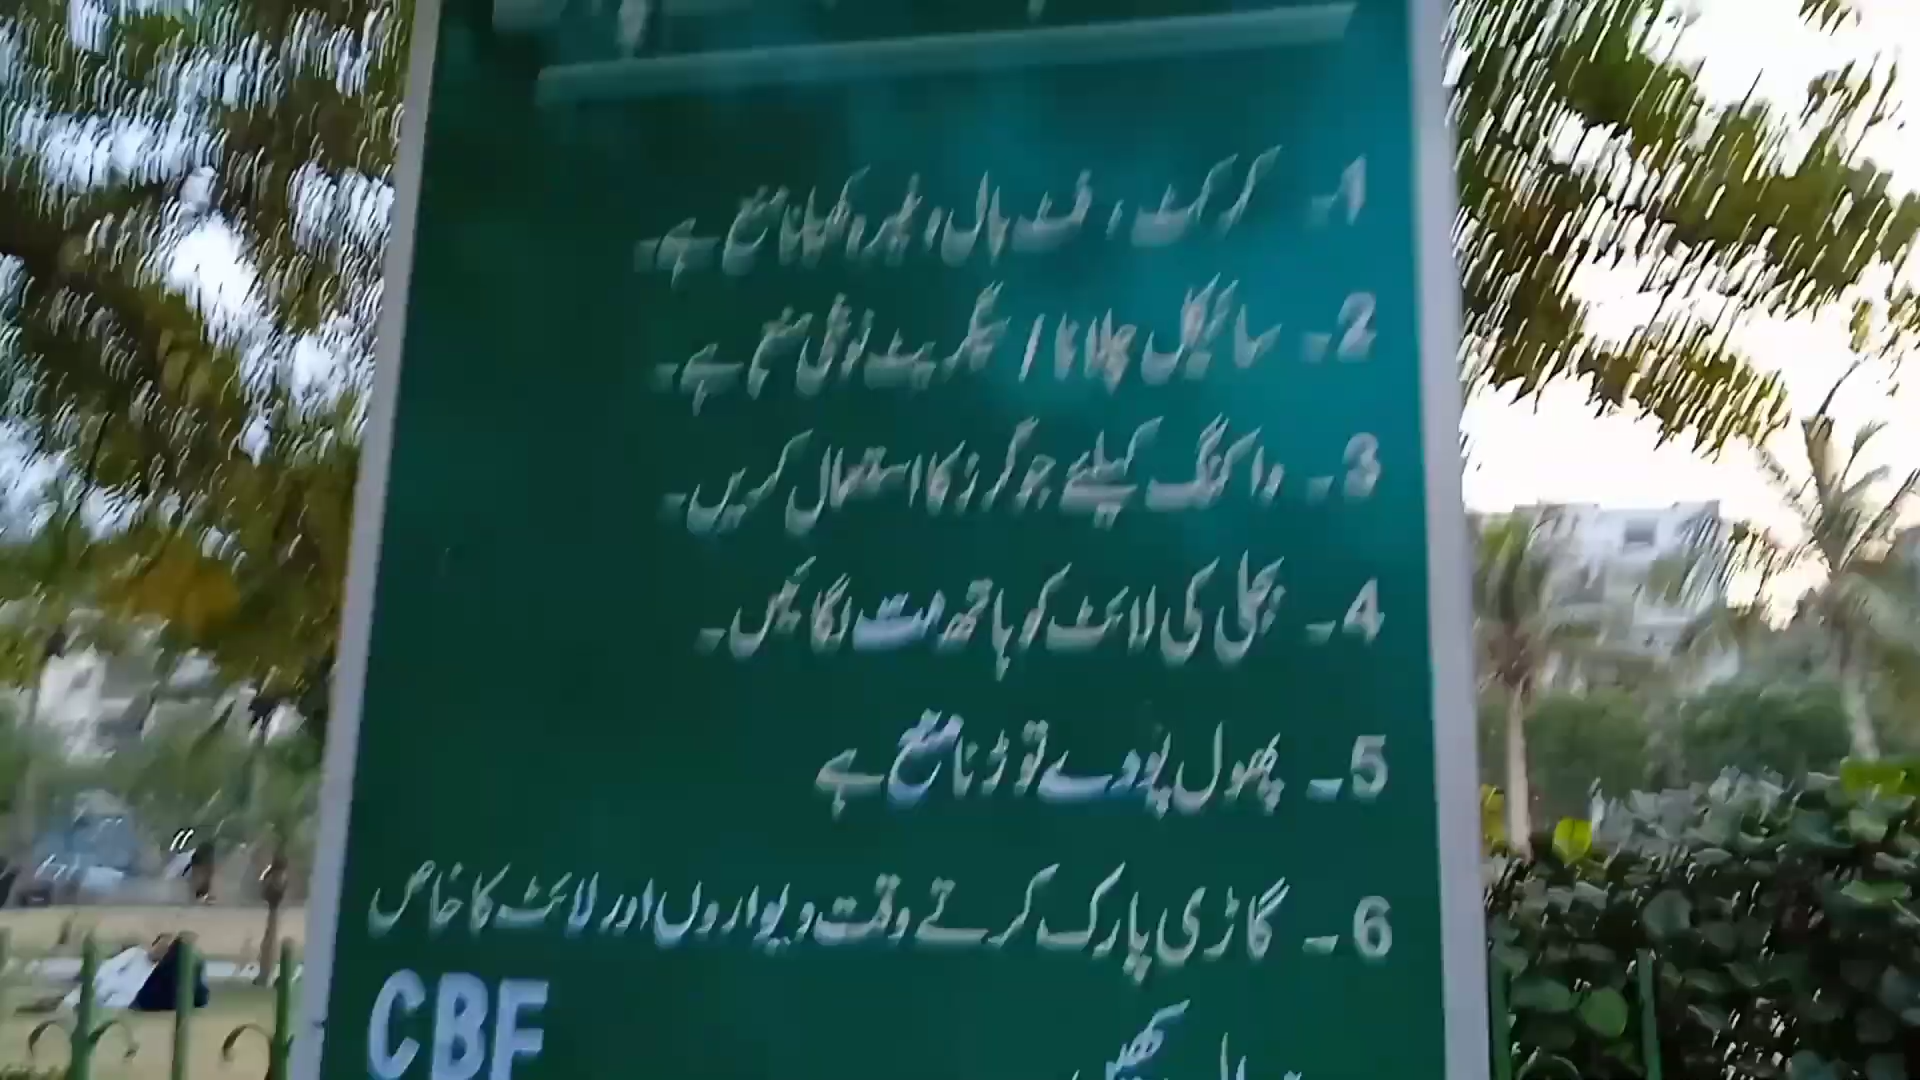 1۔ کرکٹ، فٹ بال، وغیرہ کھیلنا منع ہے۔
2۔ سائیکل چلانا / سگریٹ نوشی منع ہے۔
3۔ واکنگ کیلئے جوگرز کا استعمال کریں۔
4۔ بجلی کی لائٹ کو ہاتھ مت لگائیں۔
5۔ پھول پودے توڑنا منع ہے
6۔ گاڑی پارک کرتے وقت دیواروں اور لائٹ کا خاص
CBF